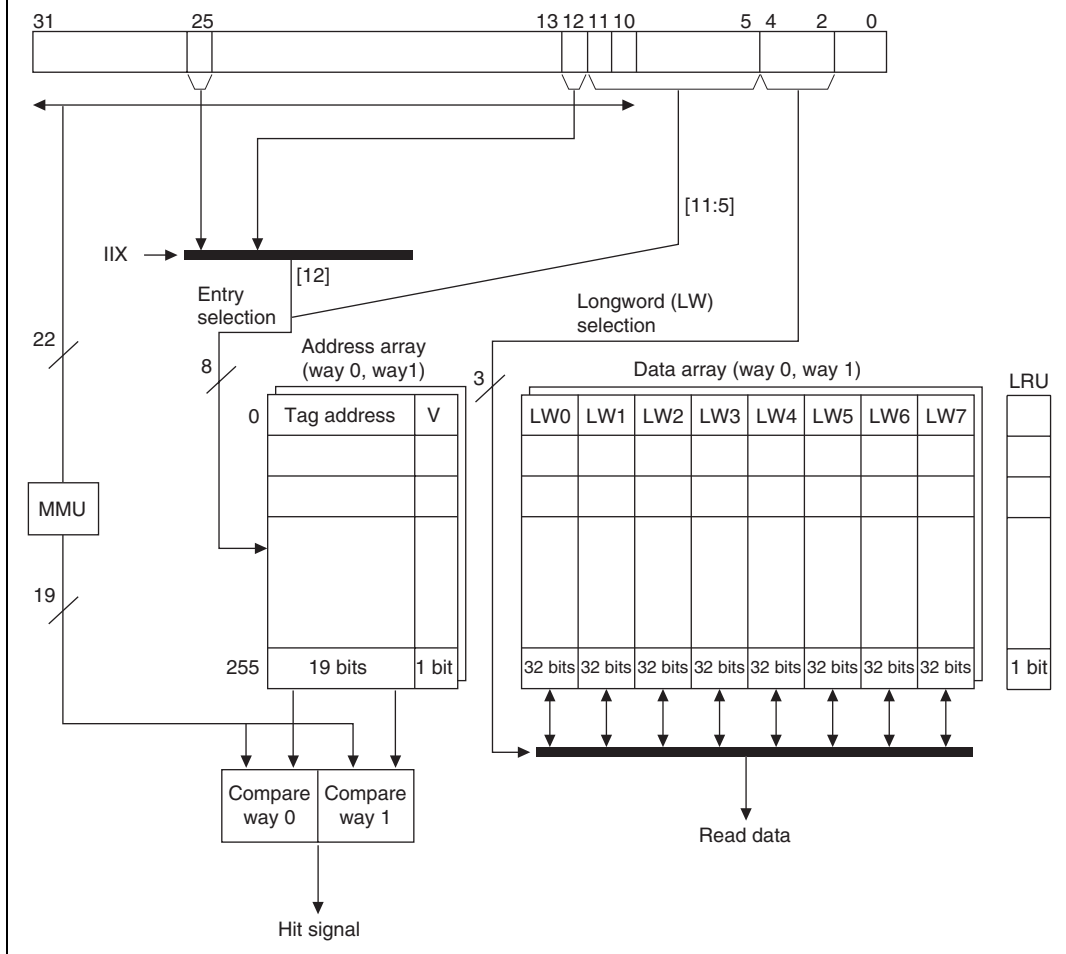 31 25 13 12 11 10 5 4 2 0
[11:5]
IIX
[12]
Entry
selection
Longword (LW)
selection
22
8
Address array
(way 0, way1)
3
Data array (way 0, way 1)
LRU
0 Tag address V
LW0 LW1 LW2 LW3 LW4 LW5 LW6 LW7
MMU
19
255 19 bits 1 bit
32 bits 32 bits 32 bits 32 bits 32 bits 32 bits 32 bits 32 bits
1 bit
Compare
way 0
Compare
way 1
Read data
Hit signal